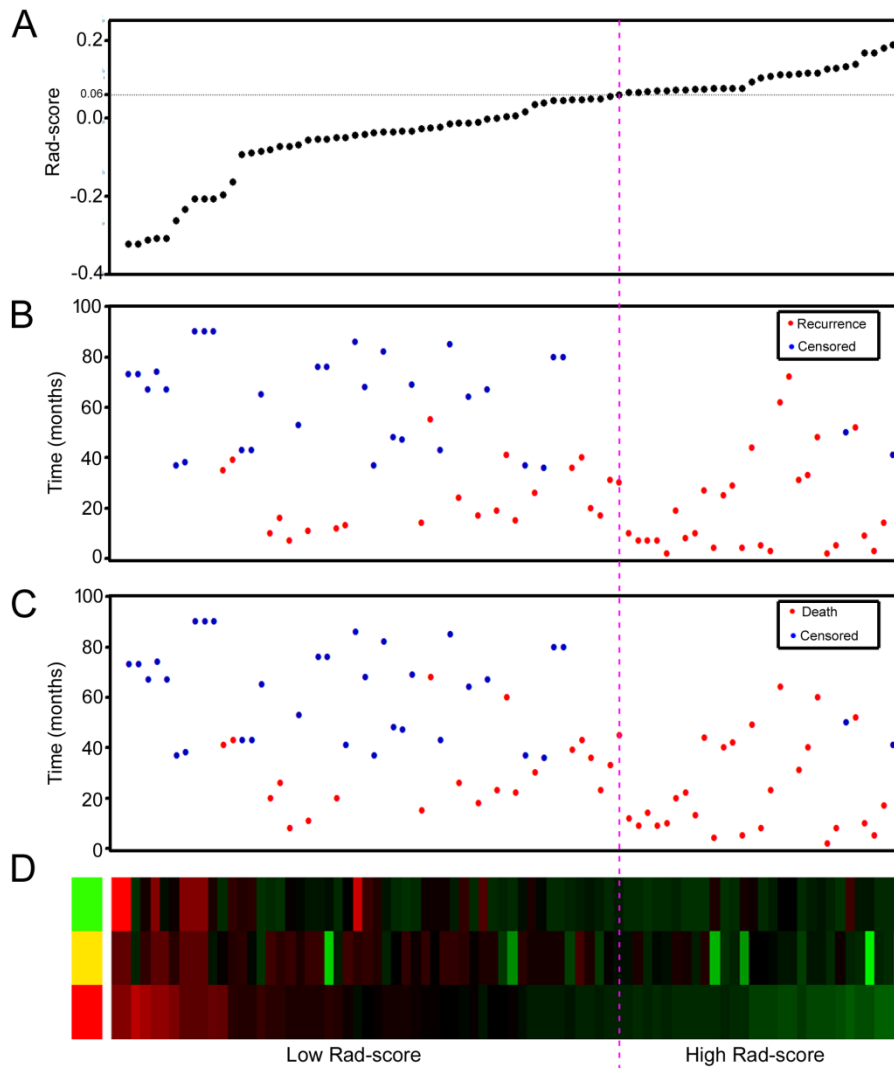 A
Rad-score
0.2
0.06
0.0
-0.2
-0.4
B
Time (months)
100
80
60
40
20
0
Recurrence
Censored
C
Time (months)
100
80
60
40
20
0
Death
Censored
D
Low Rad-score
High Rad-score